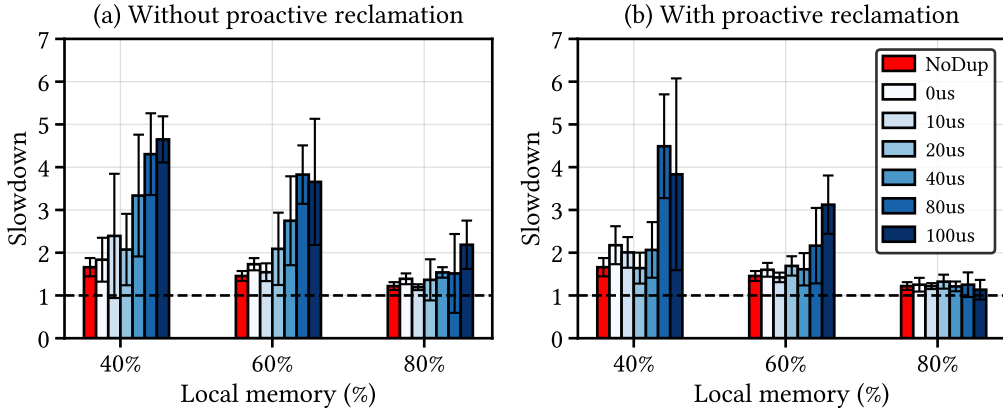 (a) Without proactive reclamation
7
6
5
4
3
2
1
0
Slowdown
40%
60%
80%
Local memory (%)
(b) With proactive reclamation
7
6
5
4
3
2
1
0
Slowdown
40%
60%
80%
Local memory (%)
NoDup
0us
10us
20us
40us
80us
100us